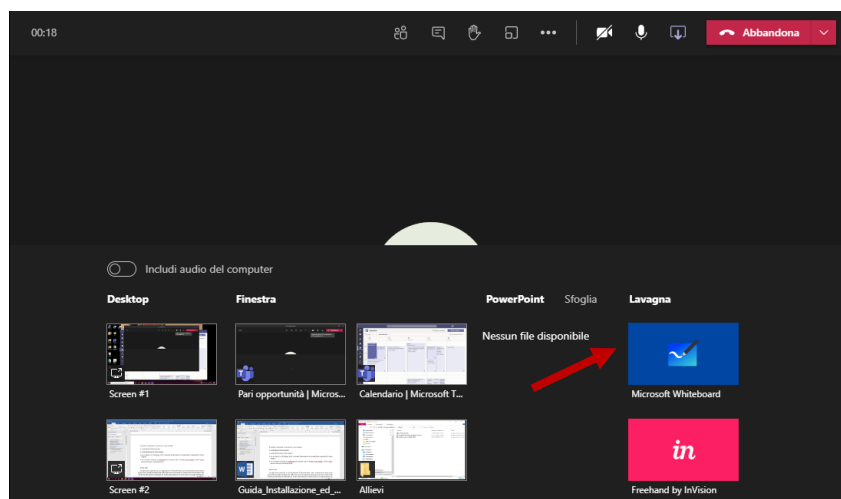 00:18
Abbandona
Includi audio del computer
Desktop
Finestra
PowerPoint Sfoglia
Lavagna
Nessun file disponibile
Screen #1
Pari opportunità | Micros...
Calendario | Microsoft T...
Microsoft Whiteboard
in
Screen #2
Guida_Installazione_ed_...
Allievi
Freehand by InVision